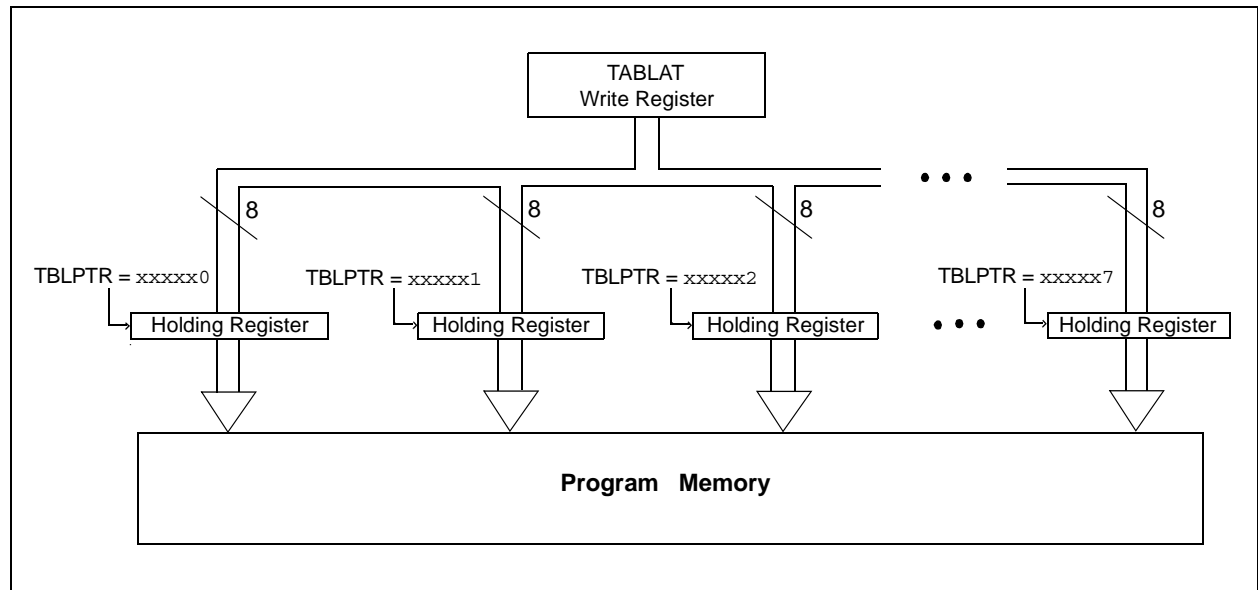 TABLAT
Write Register
8
8
8
8
TBLPTR = xxxxx0
TBLPTR = xxxxx1
TBLPTR = xxxxx2
TBLPTR = xxxxx7
Holding Register
Holding Register
Holding Register
Holding Register
Program Memory